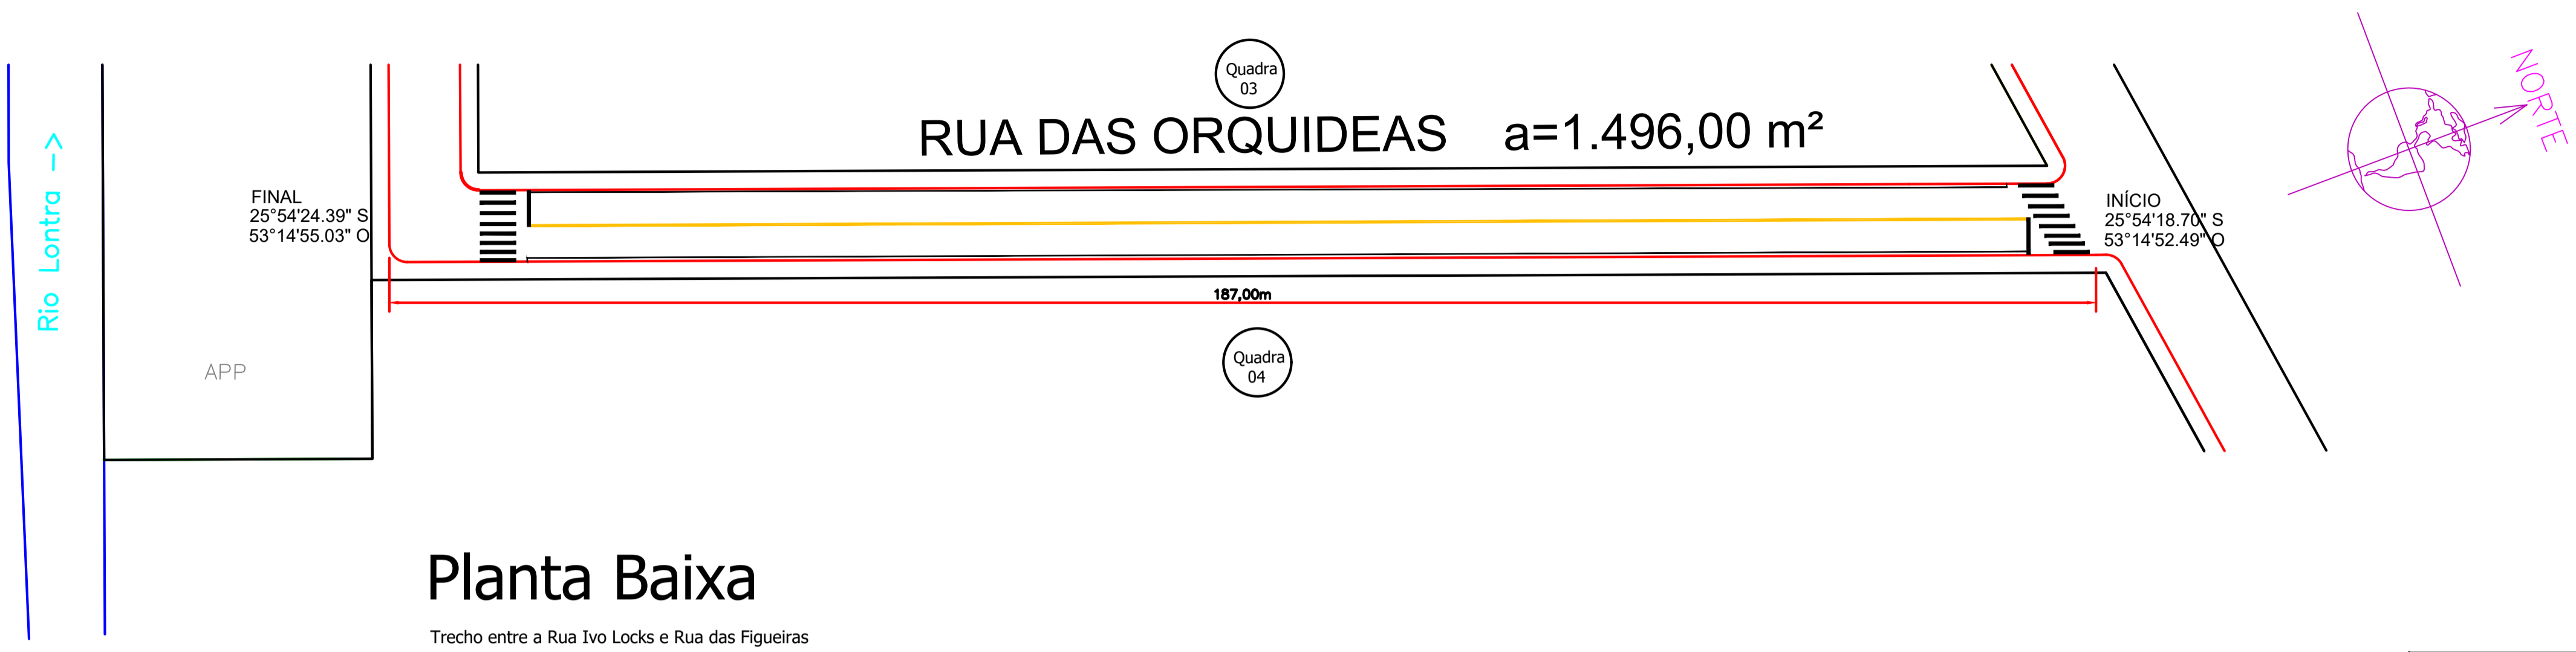 Quadra
03
RUA DAS ORQUIDEAS a=1.496,00 m²
NORTE
Rio Lontra -->
FINAL
25°54'24.39" S
53°14'55.03" O
INÍCIO
25°54'18.70" S
53°14'52.49" O
187,00m
Quadra
04
APP
Planta Baixa
Trecho entre a Rua Ivo Locks e Rua das Figueiras